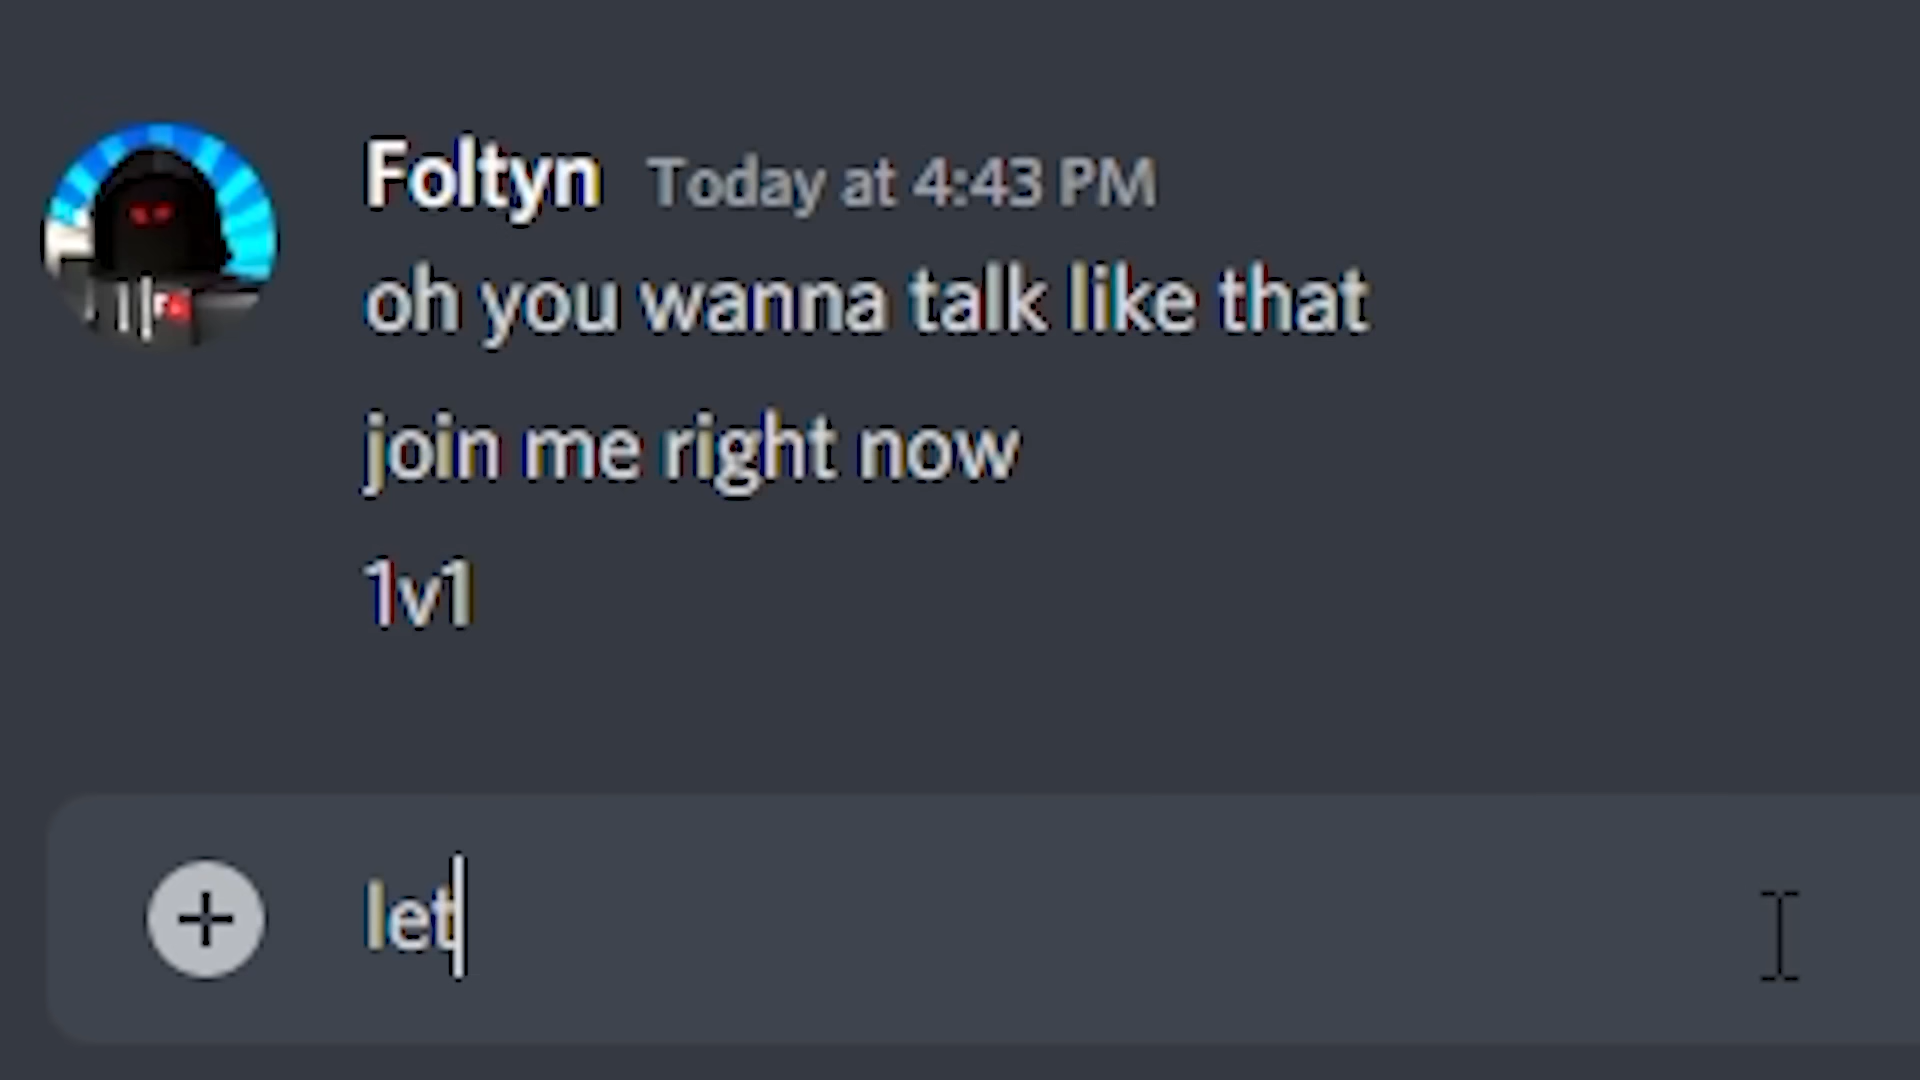 Foltyn Today at 4:43 PM
oh you wanna talk like that
join me right now
1v1
let